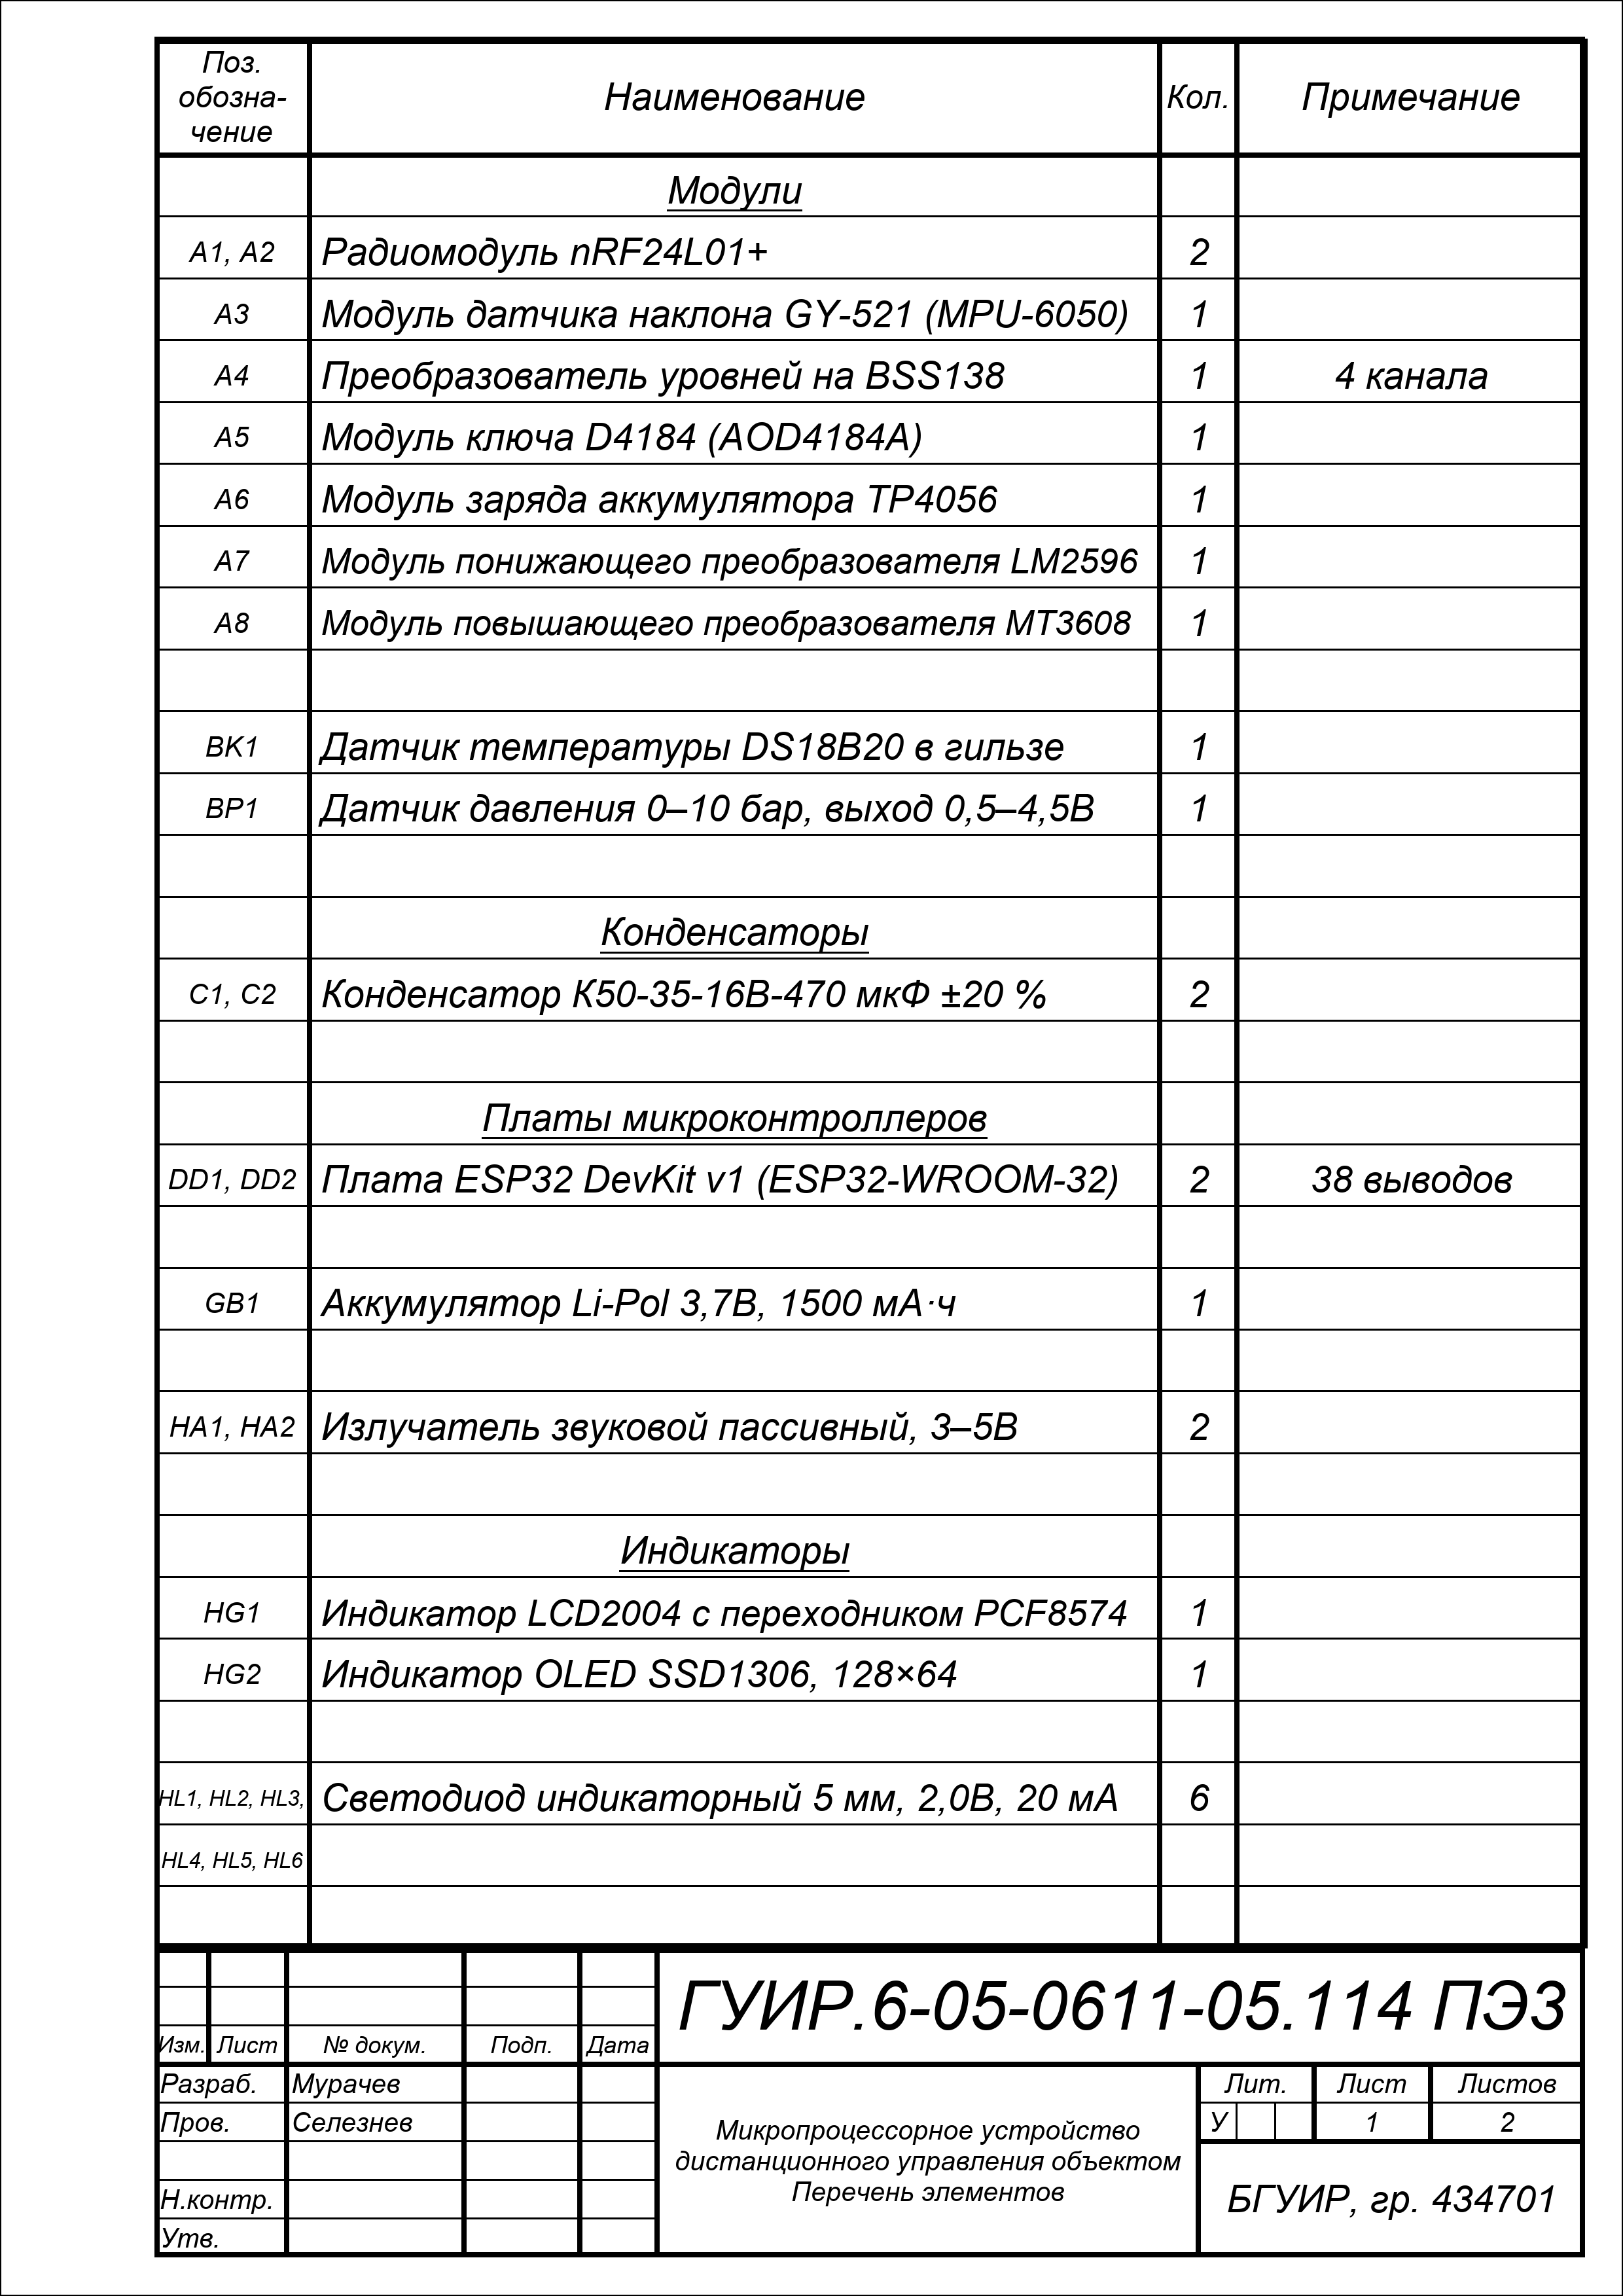 Поз. обозна- чение Наименование Кол. Примечание
Модули
А1, А2 Радиомодуль nRF24L01+ 2
А3 Модуль датчика наклона GY-521 (MPU-6050) 1
А4 Преобразователь уровней на BSS138 1 4 канала
А5 Модуль ключа D4184 (AOD4184A) 1
А6 Модуль заряда аккумулятора TP4056 1
А7 Модуль понижающего преобразователя LM2596 1
А8 Модуль повышающего преобразователя MT3608 1
BK1 Датчик температуры DS18B20 в гильзе 1
BP1 Датчик давления 0–10 бар, выход 0,5–4,5В 1
Конденсаторы
C1, C2 Конденсатор К50-35-16В-470 мкФ ±20 % 2
Платы микроконтроллеров
DD1, DD2 Плата ESP32 DevKit v1 (ESP32-WROOM-32) 2 38 выводов
GB1 Аккумулятор Li-Pol 3,7В, 1500 мА·ч 1
HA1, HA2 Излучатель звуковой пассивный, 3–5В 2
Индикаторы
HG1 Индикатор LCD2004 с переходником PCF8574 1
HG2 Индикатор OLED SSD1306, 128×64 1
HL1, HL2, HL3, Светодиод индикаторный 5 мм, 2,0В, 20 мА 6
HL4, HL5, HL6
ГУИР.6-05-0611-05.114 ПЭ3
Изм. Лист № докум. Подп. Дата
Разраб. Мурачев
Пров. Селезнев
Н.контр.
Утв.
Микропроцессорное устройство
дистанционного управления объектом
Перечень элементов
Лит. Лист Листов
У 1 2
БГУИР, гр. 434701